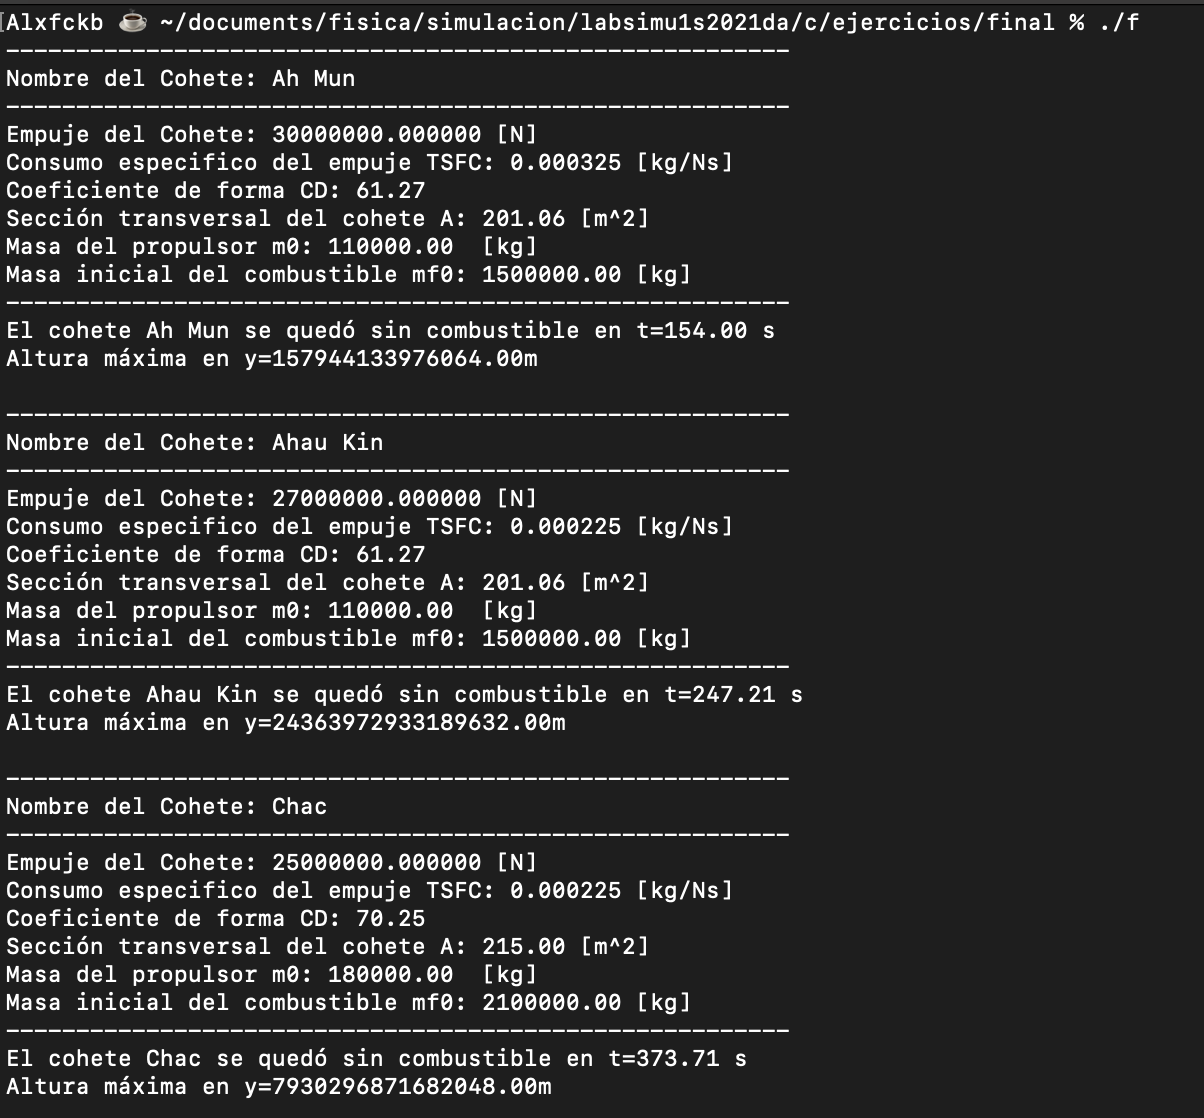 [Alxfckb ☕ ~/documents/fisica/simulacion/labsimu1s2021da/c/ejercicios/final % ./f
--------------------------------------------------------
Nombre del Cohete: Ah Mun
--------------------------------------------------------
Empuje del Cohete: 30000000.000000 [N]
Consumo especifico del empuje TSFC: 0.000325 [kg/Ns]
Coeficiente de forma CD: 61.27
Sección transversal del cohete A: 201.06 [m^2]
Masa del propulsor m0: 110000.00  [kg]
Masa inicial del combustible mf0: 1500000.00 [kg]
--------------------------------------------------------
El cohete Ah Mun se quedó sin combustible en t=154.00 s
Altura máxima en y=157944133976064.00m
--------------------------------------------------------
Nombre del Cohete: Ahau Kin
--------------------------------------------------------
Empuje del Cohete: 27000000.000000 [N]
Consumo especifico del empuje TSFC: 0.000225 [kg/Ns]
Coeficiente de forma CD: 61.27
Sección transversal del cohete A: 201.06 [m^2]
Masa del propulsor m0: 110000.00  [kg]
Masa inicial del combustible mf0: 1500000.00 [kg]
--------------------------------------------------------
El cohete Ahau Kin se quedó sin combustible en t=247.21 s
Altura máxima en y=24363972933189632.00m
--------------------------------------------------------
Nombre del Cohete: Chac
--------------------------------------------------------
Empuje del Cohete: 25000000.000000 [N]
Consumo especifico del empuje TSFC: 0.000225 [kg/Ns]
Coeficiente de forma CD: 70.25
Sección transversal del cohete A: 215.00 [m^2]
Masa del propulsor m0: 180000.00  [kg]
Masa inicial del combustible mf0: 2100000.00 [kg]
--------------------------------------------------------
El cohete Chac se quedó sin combustible en t=373.71 s
Altura máxima en y=7930296871682048.00m